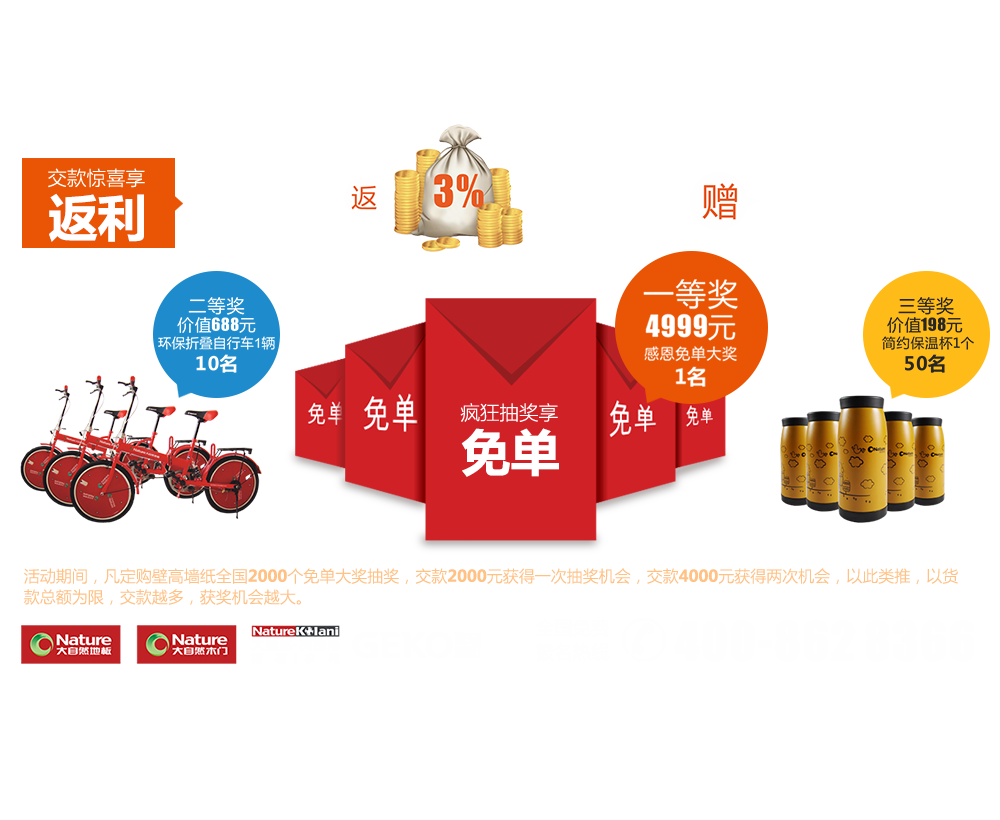 交款惊喜享
返利
返
3%
赠
二等奖
价值688元
环保折叠自行车1辆
10名
一等奖
4999元
感恩免单大奖
1名
三等奖
价值198元
简约保温杯1个
50名
免单
免单
疯狂抽奖享
免单
免单
免单
活动期间，凡定购壁高墙纸全国2000个免单大奖抽奖，交款2000元获得一次抽奖机会，交款4000元获得两次机会，以此类推，以货
款总额为限，交款越多，获奖机会越大。
Nature
大自然地板
Nature
大自然木门